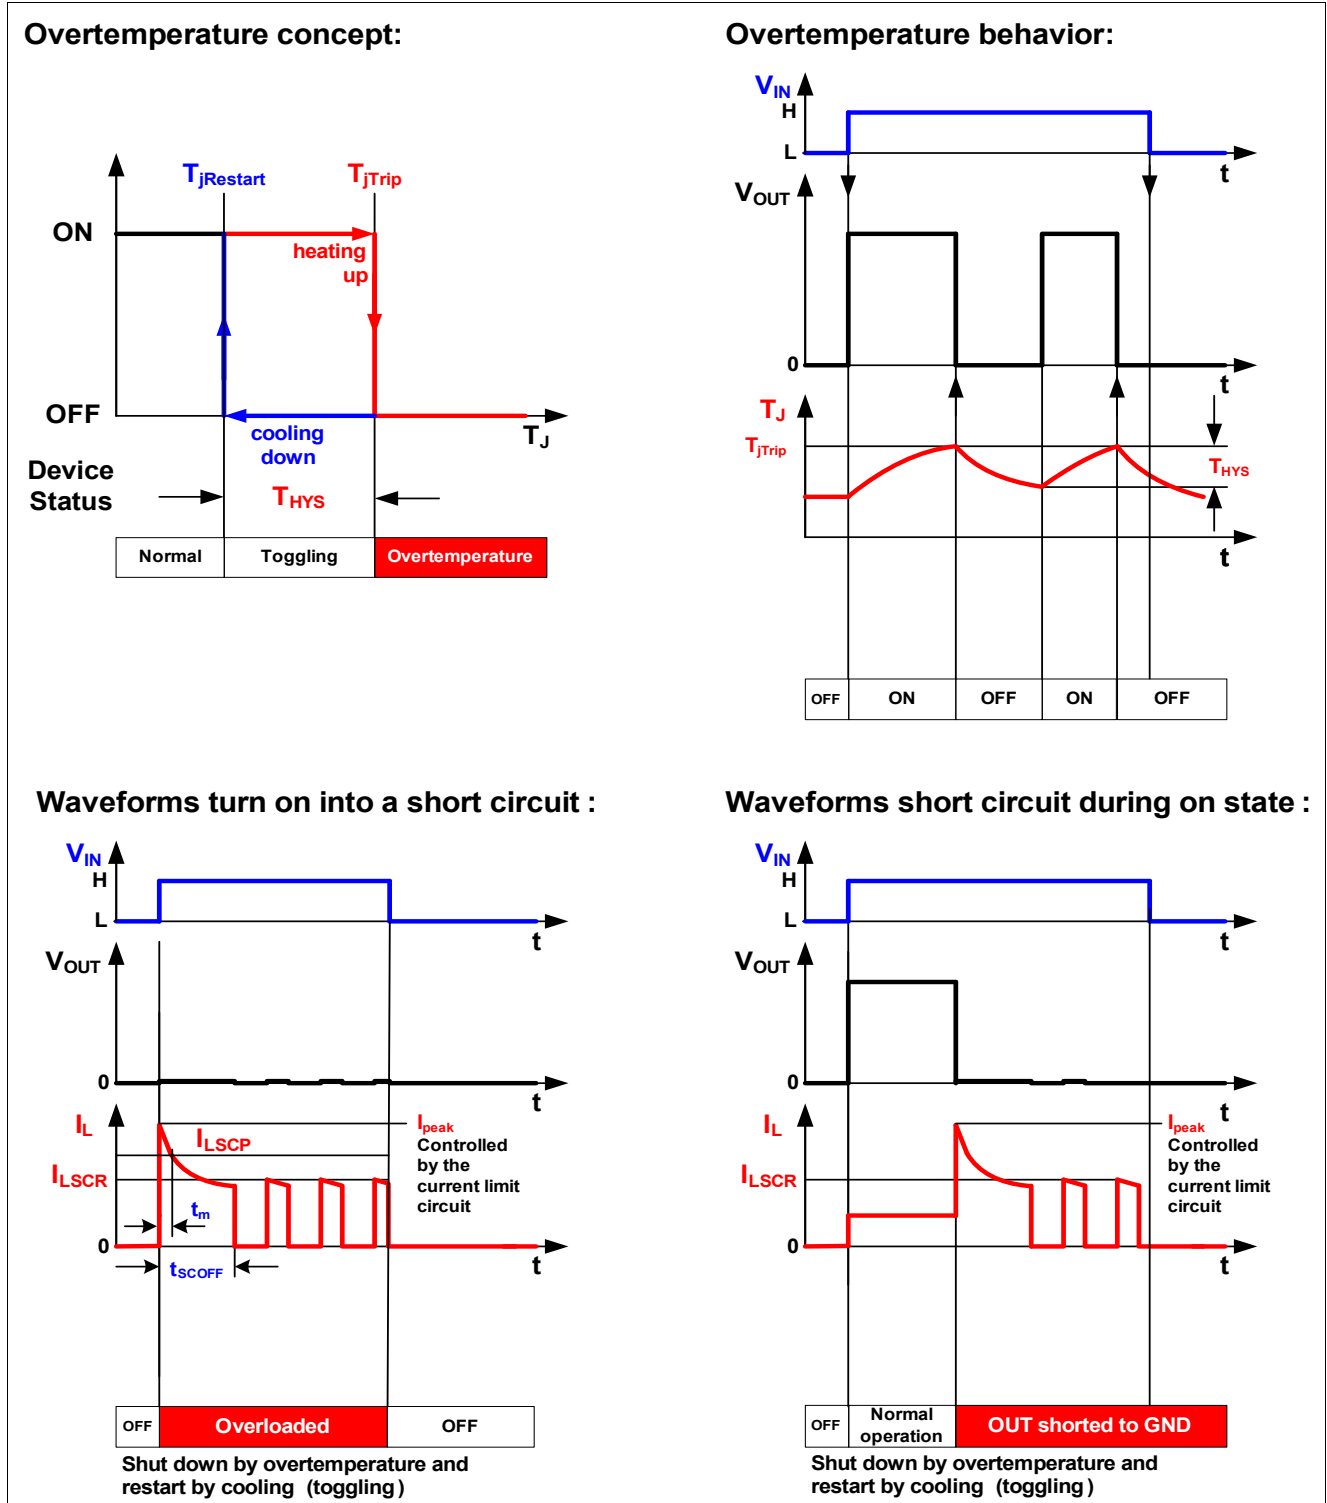 Overtemperature concept:
TjRestart
TjTrip
ON
heating
up
OFF
cooling
down
TJ
Device
Status
THYS
Normal
Toggling
Overtemperature
Overtemperature behavior:
VIN
H
L
t
VOUT
0
t
TJ
TjTrip
THYS
t
OFF
ON
OFF
ON
OFF
Waveforms turn on into a short circuit :
VIN
H
L
t
VOUT
0
t
IL
Ipeak
ILSCP
Controlled
by the
current limit
circuit
ILSCR
tm
0
t
tSCOFF
OFF
Overloaded
OFF
Shut down by overtemperature and
restart by cooling (toggling)
Waveforms short circuit during on state :
VIN
H
L
t
VOUT
0
t
IL
Ipeak
Controlled
by the
current limit
circuit
ILSCR
0
t
OFF
Normal
operation
OUT shorted to GND
Shut down by overtemperature and
restart by cooling (toggling)